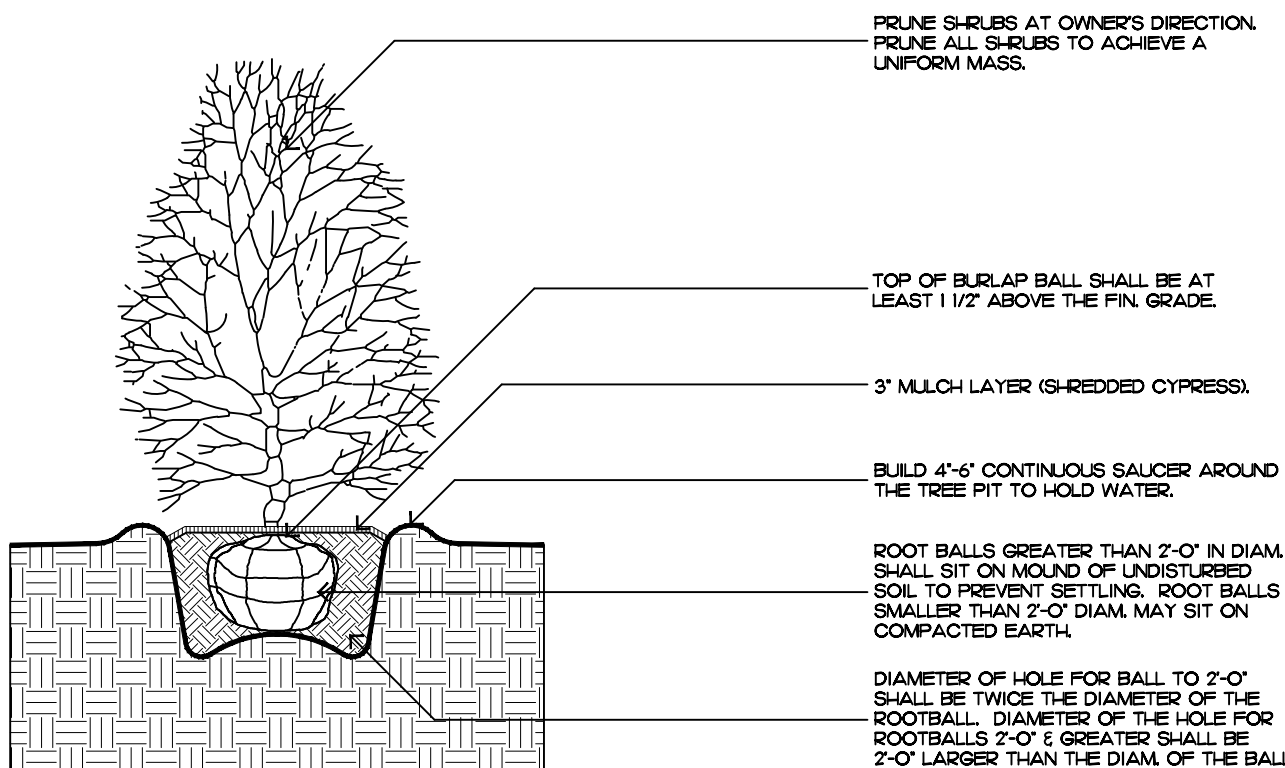 PRUNE SHRUBS AT OWNER'S DIRECTION.
PRUNE ALL SHRUBS TO ACHIEVE A
UNIFORM MASS.
TOP OF BURLAP BALL SHALL BE AT
LEAST 1 1/2" ABOVE THE FIN. GRADE.
3" MULCH LAYER (SHREDDED CYPRESS).
BUILD 4"-6" CONTINUOUS SAUCER AROUND
THE TREE PIT TO HOLD WATER.
ROOT BALLS GREATER THAN 2'-0" IN DIAM.
SHALL SIT ON MOUND OF UNDISTURBED
SOIL TO PREVENT SETTLING. ROOT BALLS
SMALLER THAN 2'-0" DIAM. MAY SIT ON
COMPACTED EARTH.
DIAMETER OF HOLE FOR BALL TO 2'-0"
SHALL BE TWICE THE DIAMETER OF THE
ROOTBALL. DIAMETER OF THE HOLE FOR
ROOTBALLS 2'-0" & GREATER SHALL BE
2'-0" LARGER THAN THE DIAM. OF THE BALL